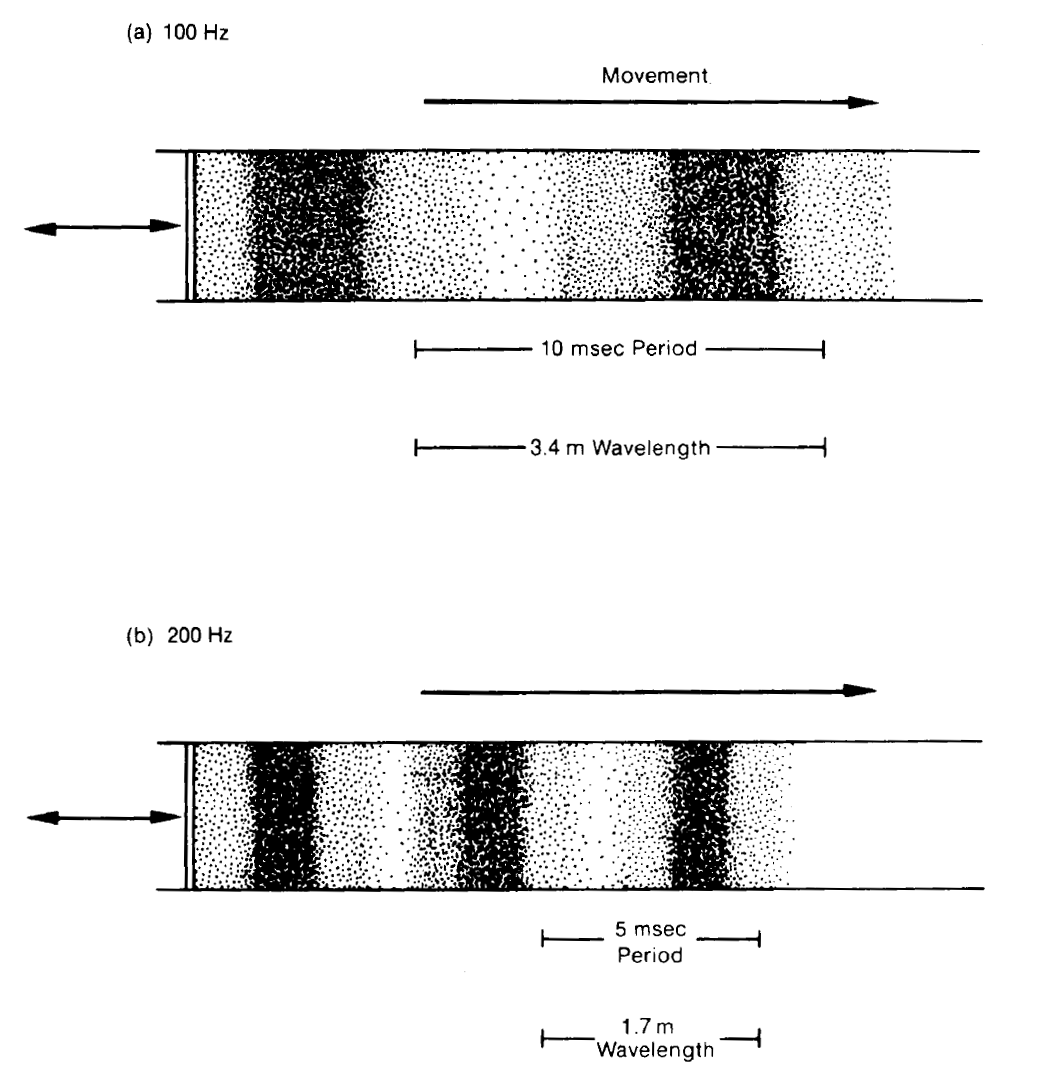 (a) 100 Hz
Movement
10 msec Period
3.4 m Wavelength
(b) 200 Hz
5 msec
Period
1.7 m
Wavelength